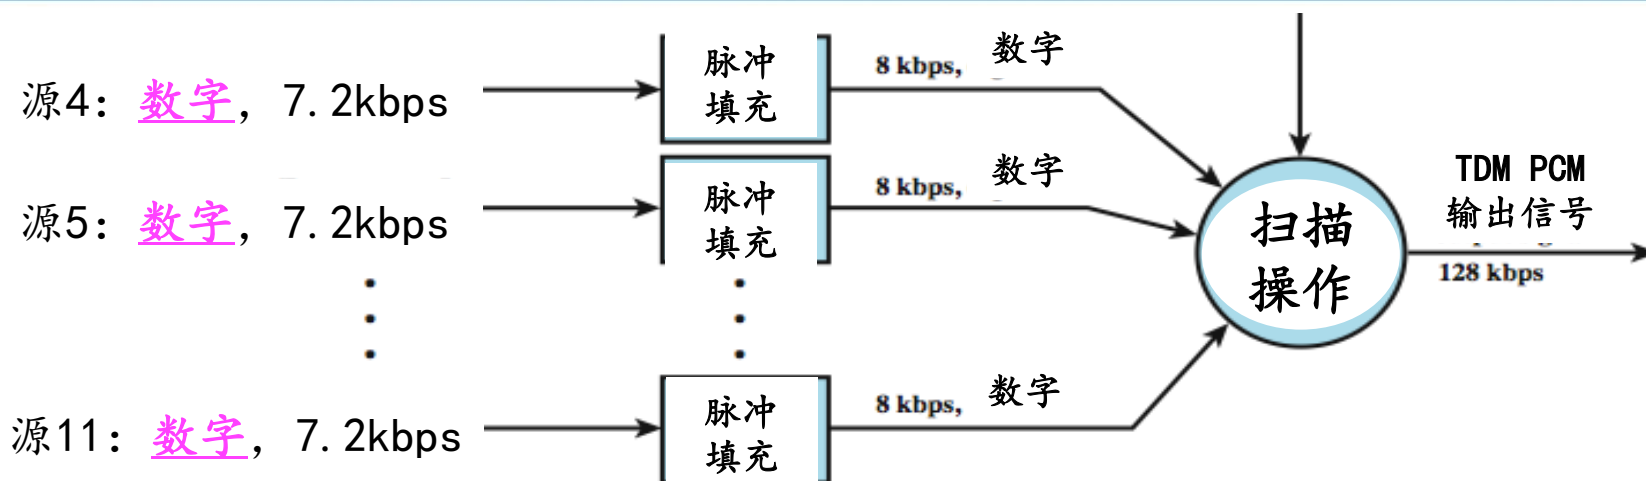 源4: 数字, 7.2kbps
脉冲
填充
8 kbps, 数字
源5: 数字, 7.2kbps
脉冲
填充
8 kbps, 数字
扫描
操作
TDM PCM
输出信号
128 kbps
源11: 数字, 7.2kbps
脉冲
填充
8 kbps, 数字